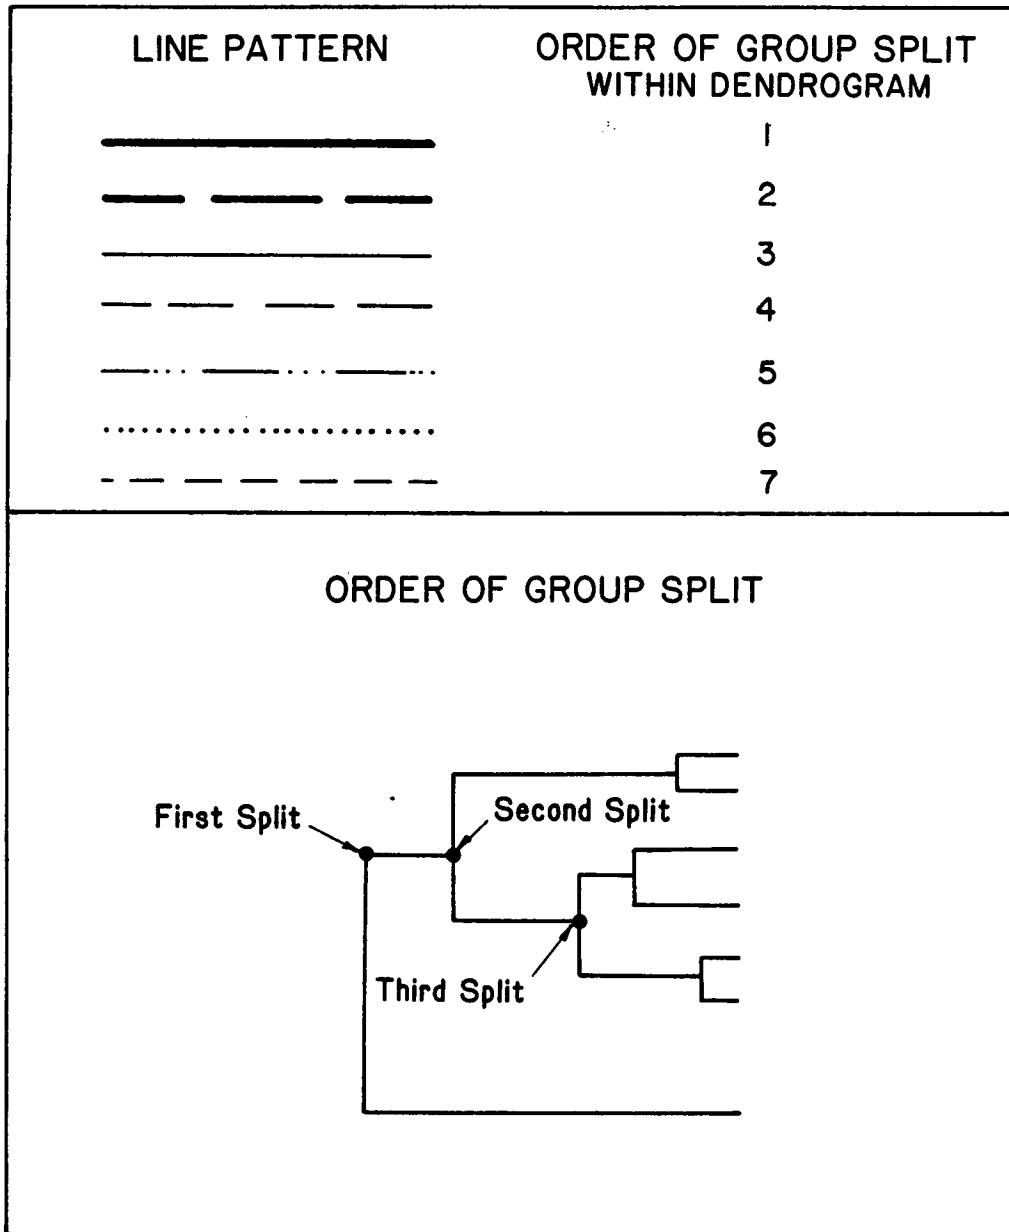 LINE PATTERN
ORDER OF GROUP SPLIT
WITHIN DENDROGRAM
1
2
3
4
5
6
7
ORDER OF GROUP SPLIT
First Split
Second Split
Third Split